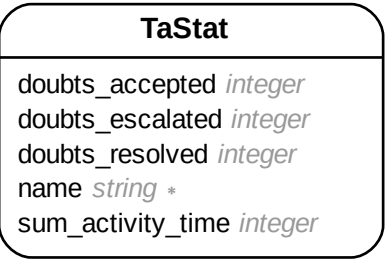 TaStat
doubts_accepted integer
doubts_escalated integer
doubts_resolved integer
name string *
sum_activity_time integer